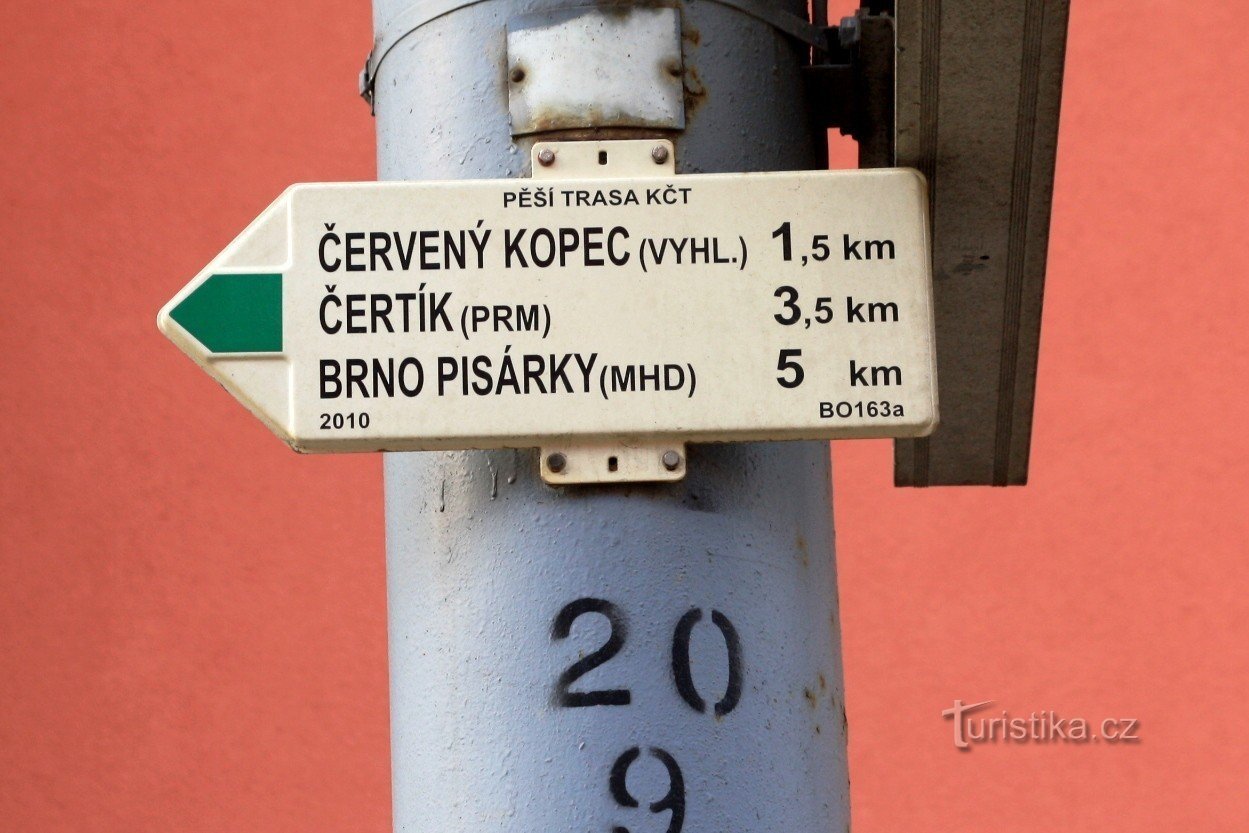 PĚŠÍ TRASA KČT
ČERVENÝ KOPEC (VYHL.) 1,5 km
ČERTÍK (PRM) 3,5 km
BRNO PISÁRKY (MHD) 5 km
2010 BO163a
20
9
Turistika.cz